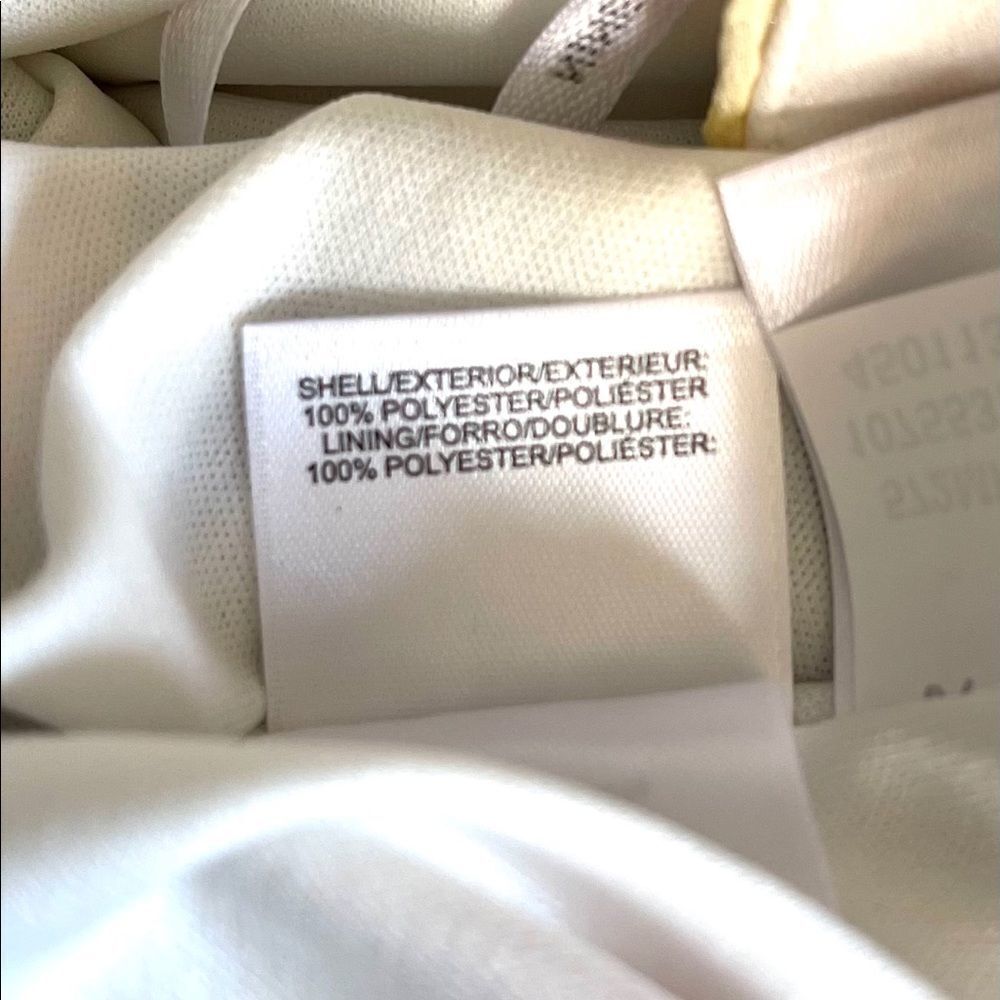 SHELL/EXTERIOR/EXTERIEUR:
100% POLYESTER/POLIÉSTER
LINING/FORRO/DOUBLURE:
100% POLYESTER/POLIÉSTER: